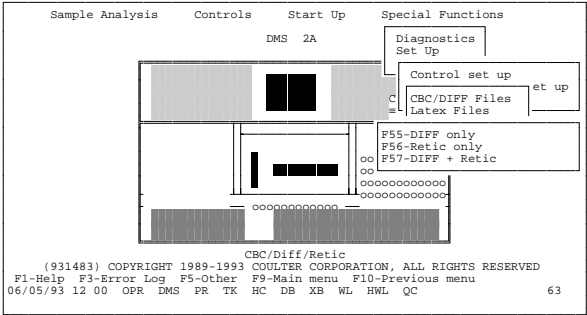 Sample Analysis Controls Start Up Special Functions
DMS 2A
Diagnostics
Set Up
Control set up
et up
C CBC/DIFF Files
Latex Files
F55-DIFF only
F56-Retic only
F57-DIFF + Retic
CBC/Diff/Retic
(931483) COPYRIGHT 1989-1993 COULTER CORPORATION, ALL RIGHTS RESERVED
F1-Help F3-Error Log F5-Other F9-Main menu F10-Previous menu
06/05/93 12 00 OPR DMS PR TK HC DB XB WL HWL QC 63